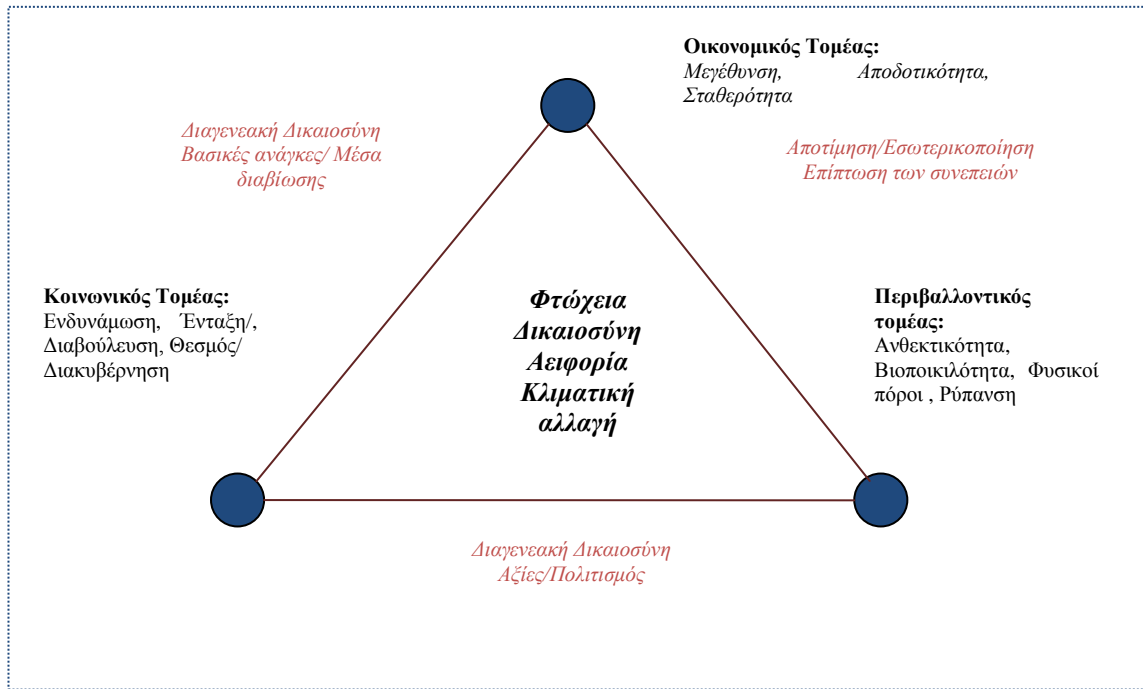 Οικονομικός Τομέας:
Μεγέθυνση, Αποδοτικότητα,
Σταθερότητα
Διαγενεακή Δικαιοσύνη
Βασικές ανάγκες/ Μέσα
διαβίωσης
Αποτίμηση/Εσωτερικοποίηση
Επίπτωση των συνεπειών
Κοινωνικός Τομέας:
Ενδυνάμωση, Ένταξη/,
Διαβούλευση, Θεσμός/
Διακυβέρνηση
Φτώχεια
Δικαιοσύνη
Αειφορία
Κλιματική
αλλαγή
Περιβαλλοντικός
τομέας:
Ανθεκτικότητα,
Βιοποικιλότητα, Φυσικοί
πόροι , Ρύπανση
Διαγενεακή Δικαιοσύνη
Αξίες/Πολιτισμός